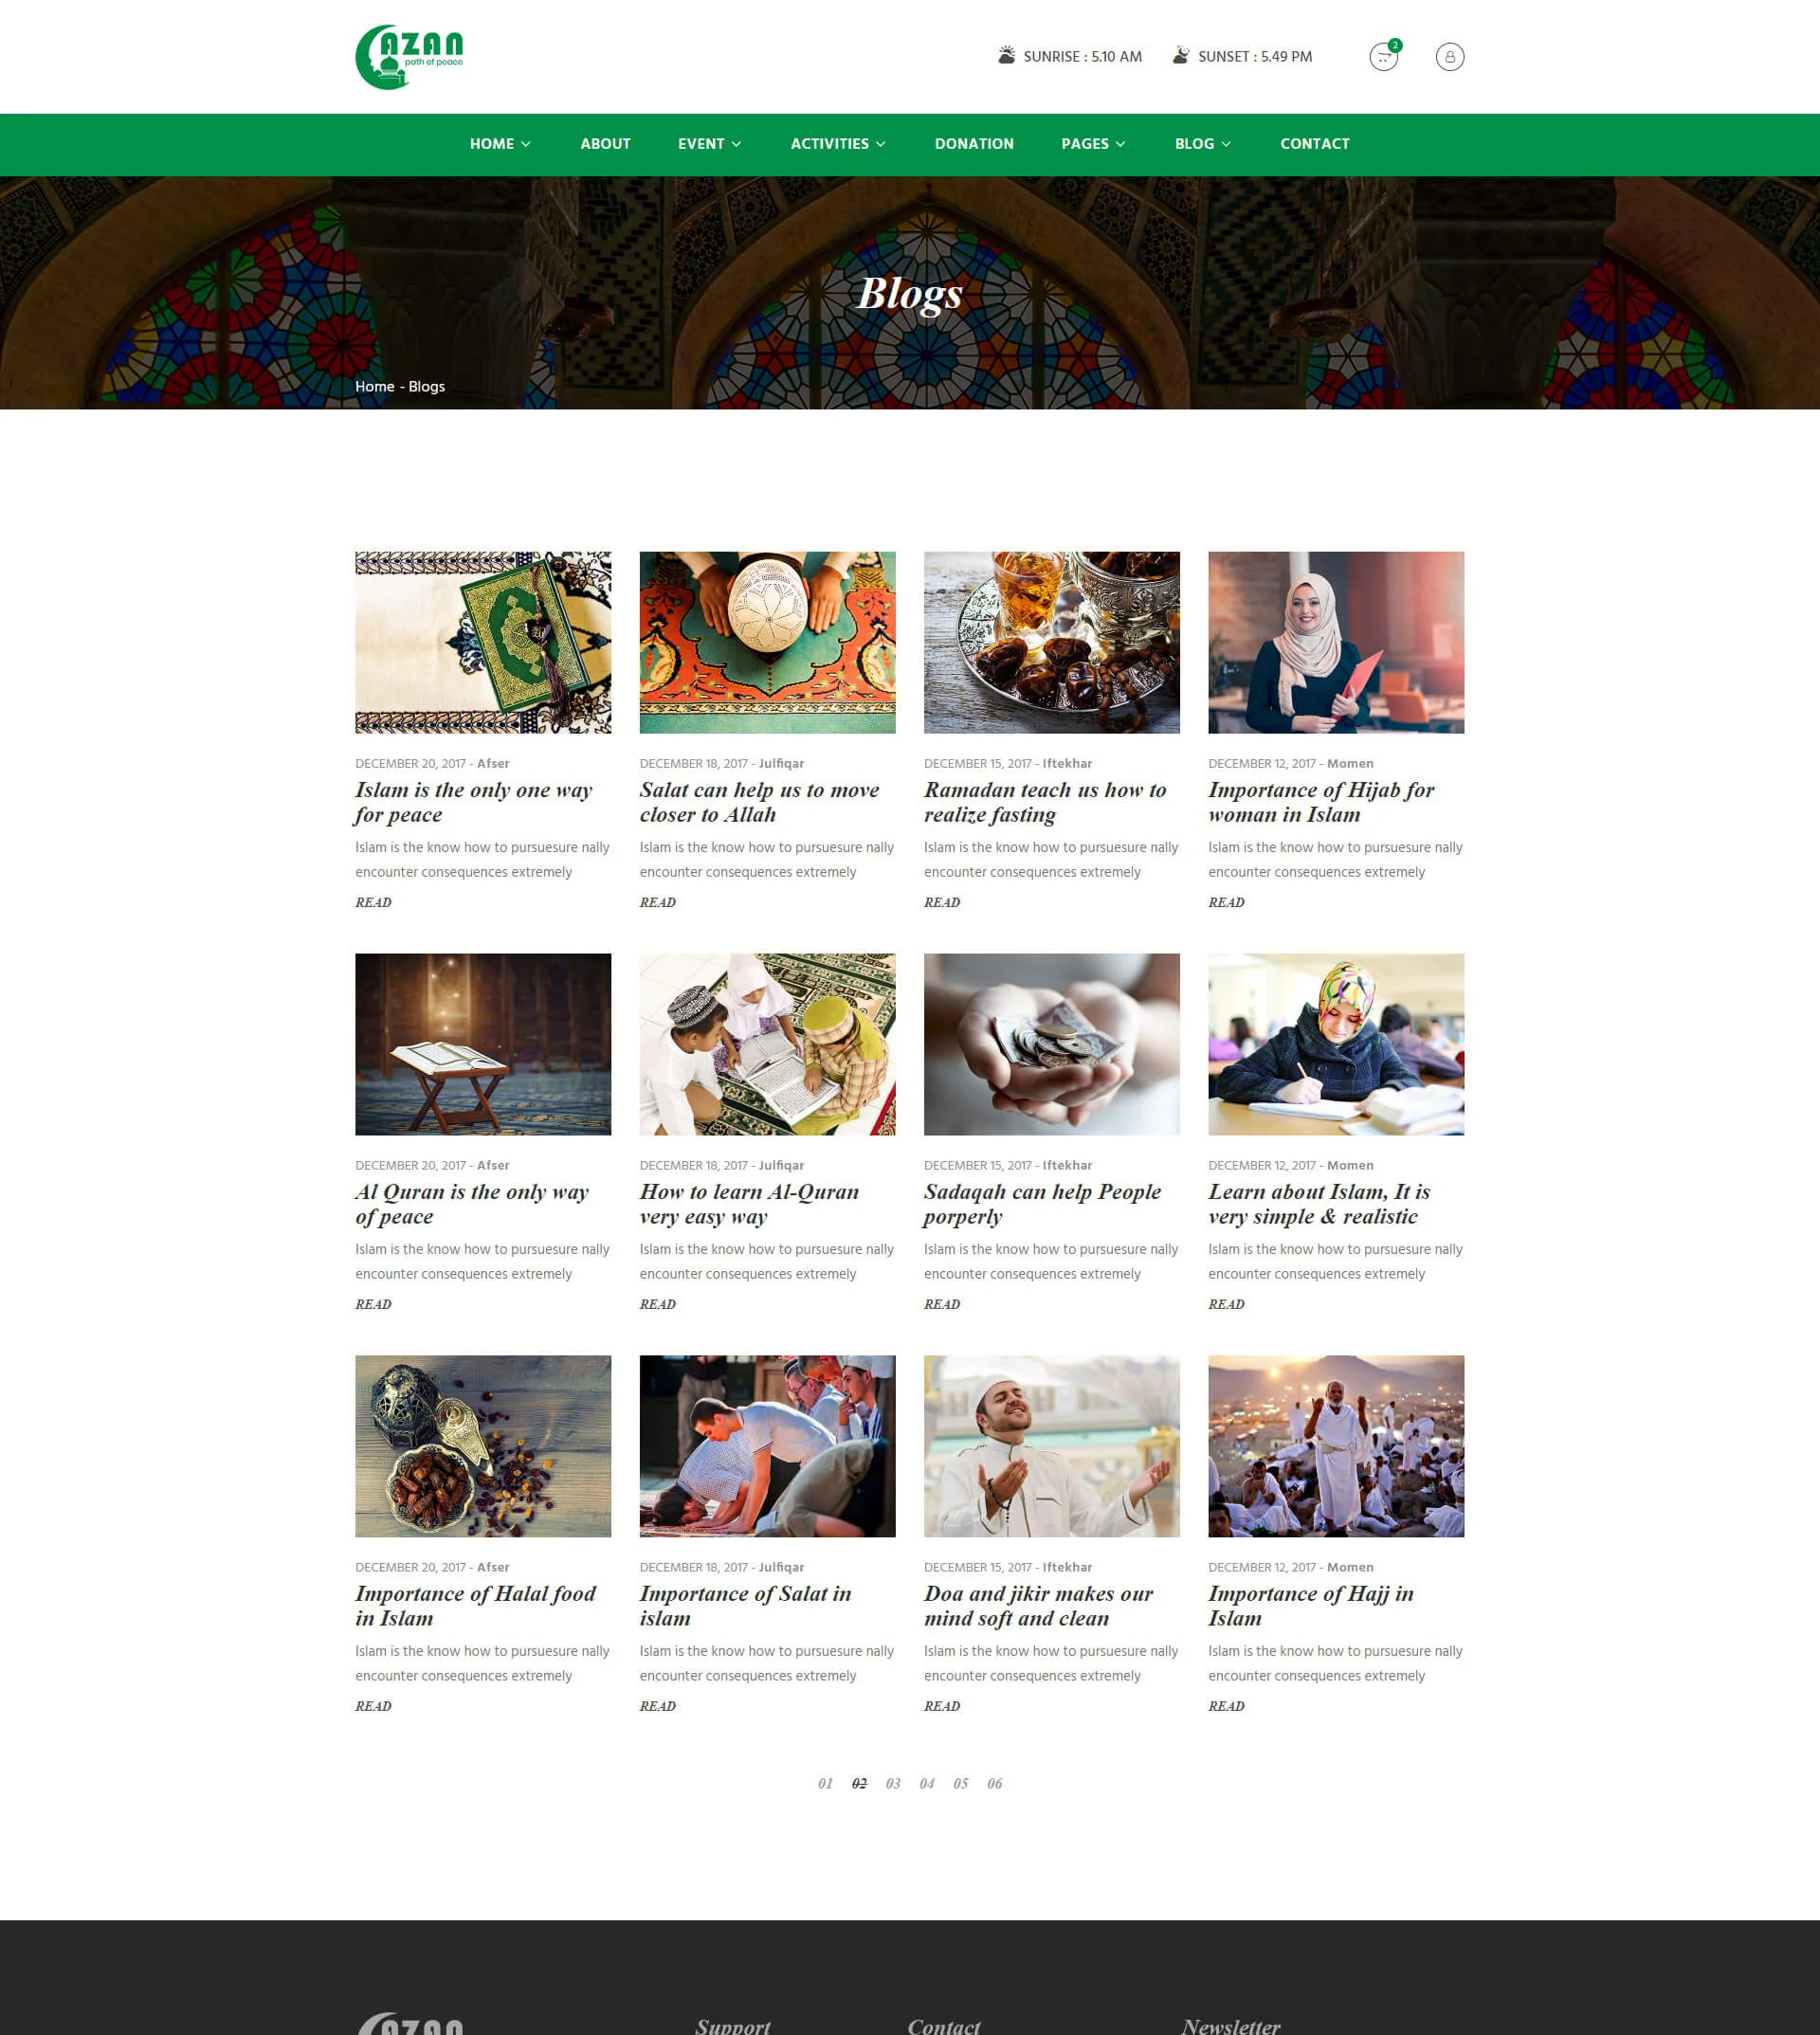 AZAN
path of peace
SUNRISE : 5.10 AM
SUNSET : 5.49 PM
2
HOME
ABOUT
EVENT
ACTIVITIES
DONATION
PAGES
BLOG
CONTACT
Blogs
Home - Blogs
DECEMBER 20, 2017 - Afser
Islam is the only one way
for peace
Islam is the know how to pursuesure nally
encounter consequences extremely
READ
DECEMBER 18, 2017 - Julfiqar
Salat can help us to move
closer to Allah
Islam is the know how to pursuesure nally
encounter consequences extremely
READ
DECEMBER 15, 2017 - Iftekhar
Ramadan teach us how to
realize fasting
Islam is the know how to pursuesure nally
encounter consequences extremely
READ
DECEMBER 12, 2017 - Momen
Importance of Hijab for
woman in Islam
Islam is the know how to pursuesure nally
encounter consequences extremely
READ
DECEMBER 20, 2017 - Afser
Al Quran is the only way
of peace
Islam is the know how to pursuesure nally
encounter consequences extremely
READ
DECEMBER 18, 2017 - Julfiqar
How to learn Al-Quran
very easy way
Islam is the know how to pursuesure nally
encounter consequences extremely
READ
DECEMBER 15, 2017 - Iftekhar
Sadaqah can help People
porperly
Islam is the know how to pursuesure nally
encounter consequences extremely
READ
DECEMBER 12, 2017 - Momen
Learn about Islam, It is
very simple & realistic
Islam is the know how to pursuesure nally
encounter consequences extremely
READ
DECEMBER 20, 2017 - Afser
Importance of Halal food
in Islam
Islam is the know how to pursuesure nally
encounter consequences extremely
READ
DECEMBER 18, 2017 - Julfiqar
Importance of Salat in
islam
Islam is the know how to pursuesure nally
encounter consequences extremely
READ
DECEMBER 15, 2017 - Iftekhar
Doa and jikir makes our
mind soft and clean
Islam is the know how to pursuesure nally
encounter consequences extremely
READ
DECEMBER 12, 2017 - Momen
Importance of Hajj in
Islam
Islam is the know how to pursuesure nally
encounter consequences extremely
READ
01 02 03 04 05 06
AZAN
Support
Contact
Newsletter